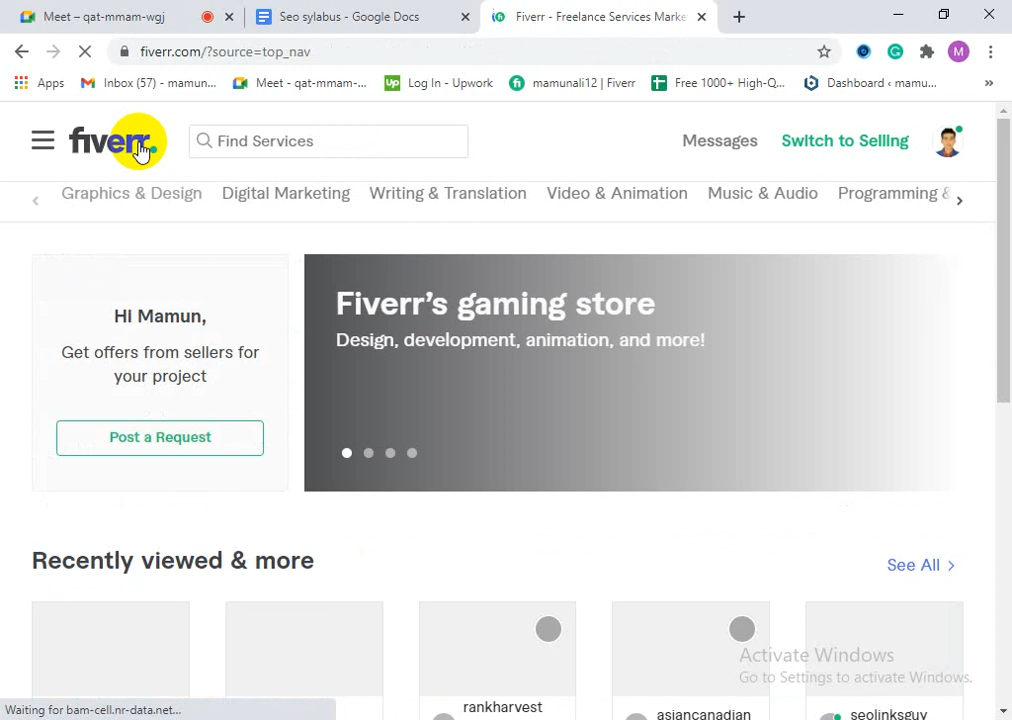 Meet – qat-mmam-wgj
Seo sylabus - Google Docs
Fiverr - Freelance Services Marke
fiverr.com/?source=top_nav
M
Apps
Inbox (57) - mamun...
Meet - qat-mmam-...
Up Log In - Upwork
fi mamunali12 | Fiverr
Free 1000+ High-Q...
Dashboard ‹ mamu...
»
fiverr.
Find Services
Messages
Switch to Selling
Graphics & Design
Digital Marketing
Writing & Translation
Video & Animation
Music & Audio
Programming &
Hi Mamun,
Get offers from sellers for
your project
Post a Request
Fiverr's gaming store
Design, development, animation, and more!
Recently viewed & more
See All
rankharvest
asiancanadian
seolinksguy
Activate Windows
Go to Settings to activate Windows.
Waiting for bam-cell.nr-data.net...